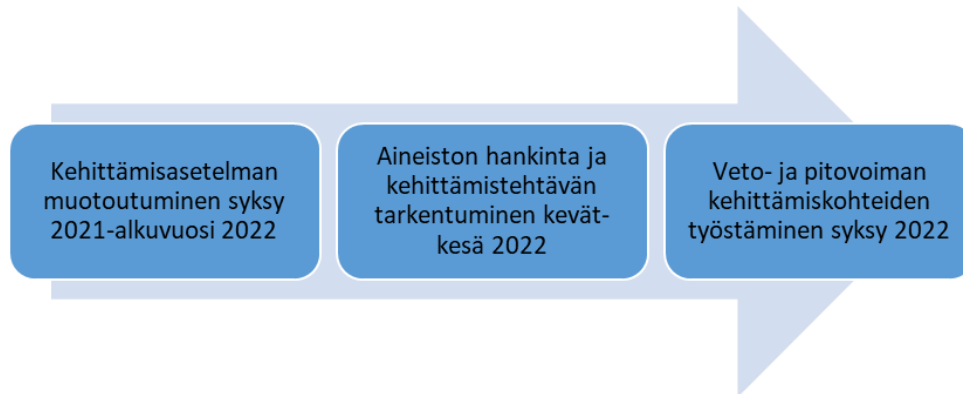 Kehittämisasetelman
muotoutuminen syksy
2021-alkuvuosi 2022
Aineiston hankinta ja
kehittämistehtävän
tarkentuminen kevät-
kesä 2022
Veto- ja pitovoiman
kehittämiskohteiden
työstäminen syksy 2022